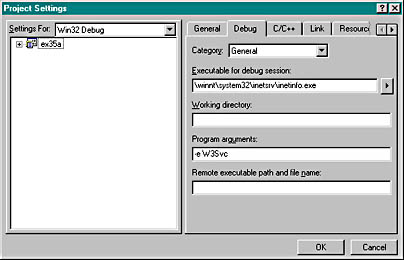 Project Settings
Settings For: Win32 Debug
ex35a
General Debug C/C++ Link Resourc
Category: General
Executable for debug session:
\winnt\system32\inetsrv\inetinfo.exe
Working directory:
Program arguments:
-e W3Svc
Remote executable path and file name:
OK Cancel